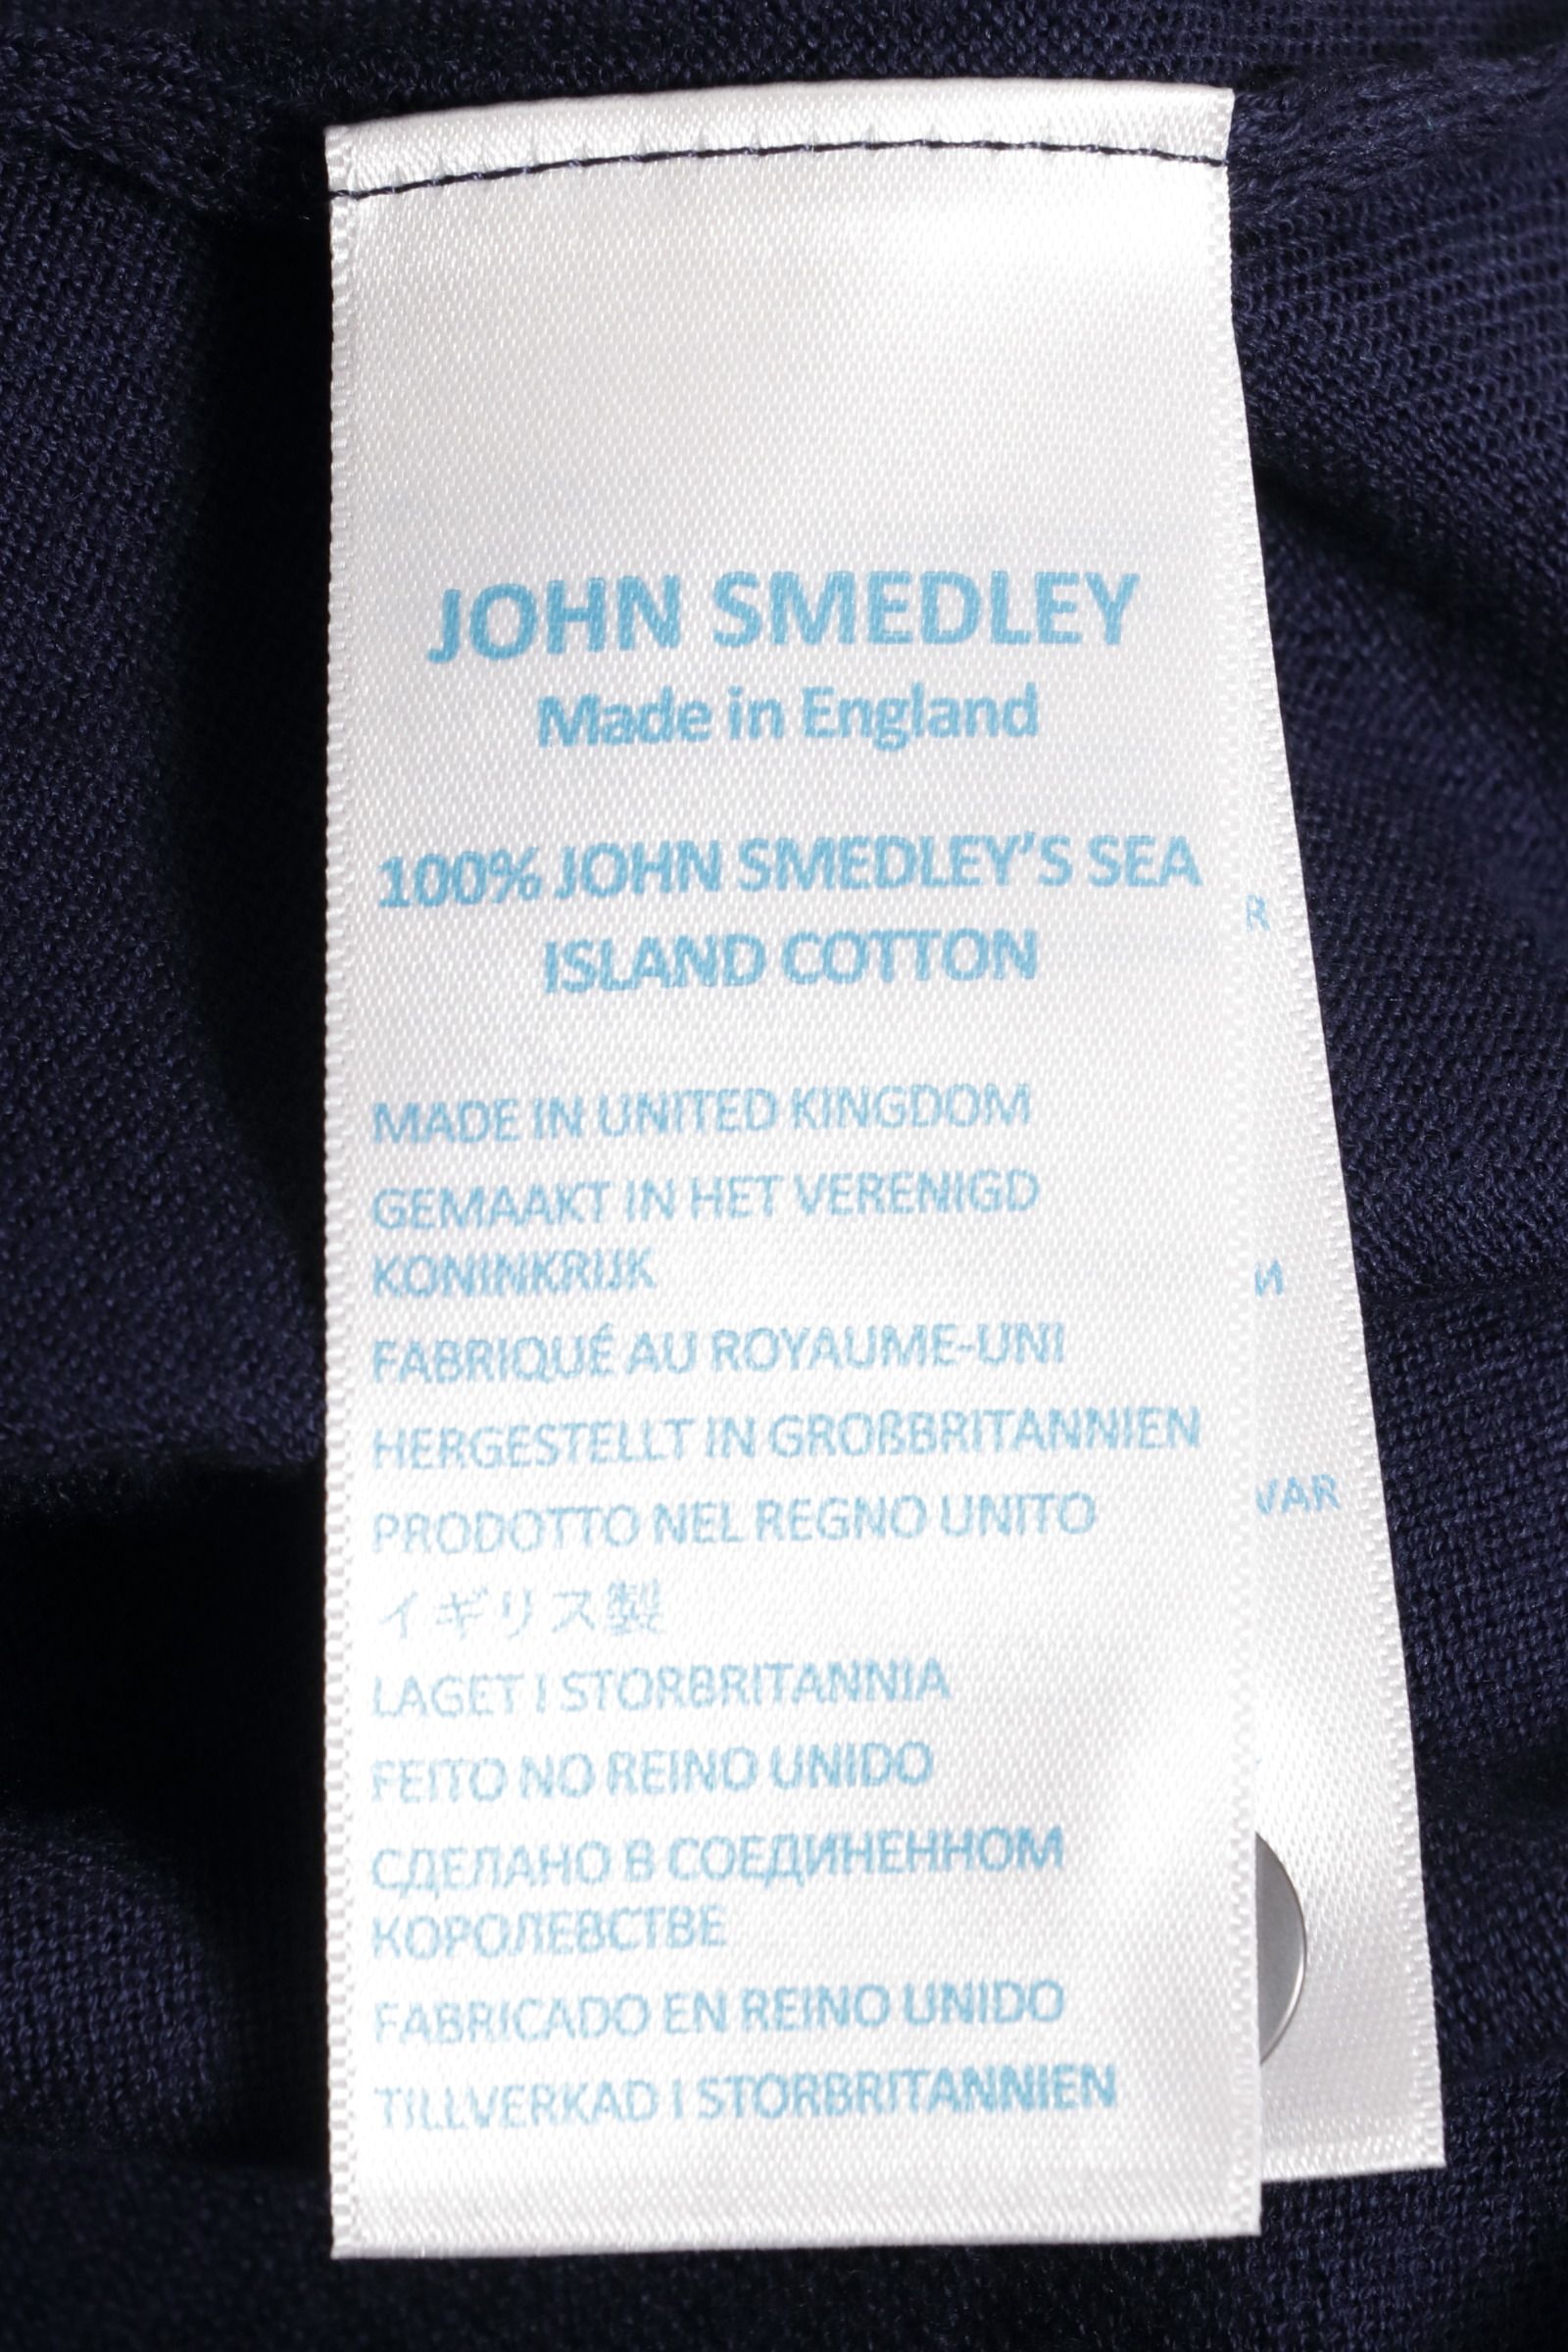 JOHN SMEDLEY
Made in England
100% JOHN SMEDLEY’S SEA
ISLAND COTTON
MADE IN UNITED KINGDOM
GEMAAKT IN HET VERENIGD
KONINKRIJK
FABRIQUÉ AU ROYAUME-UNI
HERGESTELLT IN GROßBRITANNIEN
PRODOTTO NEL REGNO UNITO
イギリス製
LAGET I STORBRITANNIA
FEITO NO REINO UNIDO
СДЕЛАНО В СОЕДИНЕННОМ
КОРОЛЕВСТВЕ
FABRICADO EN REINO UNIDO
TILLVERKAD I STORBRITANNIEN